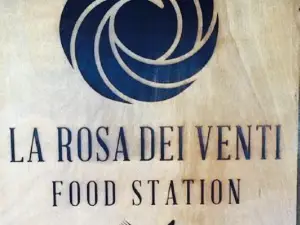 LA ROSA DEI VENTI
FOOD STATION